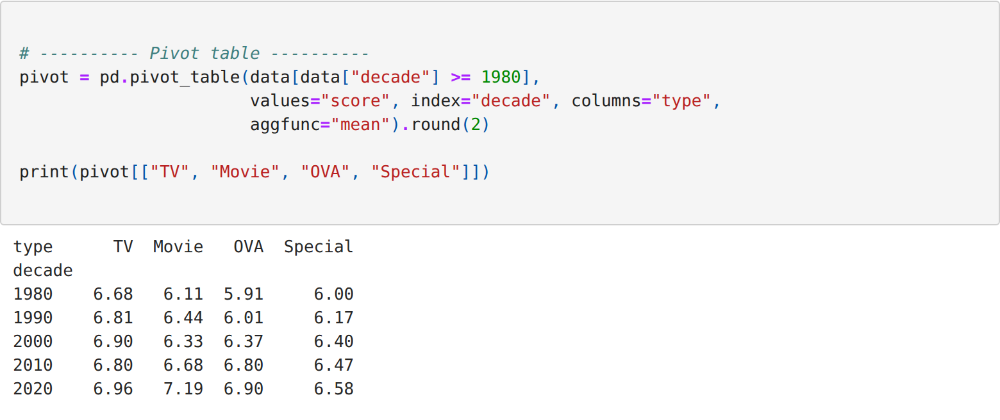 # ---------- Pivot table ----------
pivot = pd.pivot_table(data[data["decade"] >= 1980],
                       values="score", index="decade", columns="type",
                       aggfunc="mean").round(2)

print(pivot[["TV", "Movie", "OVA", "Special"]])
type      TV  Movie   OVA  Special
decade
1980    6.68   6.11  5.91     6.00
1990    6.81   6.44  6.01     6.17
2000    6.90   6.33  6.37     6.40
2010    6.80   6.68  6.80     6.47
2020    6.96   7.19  6.90     6.58